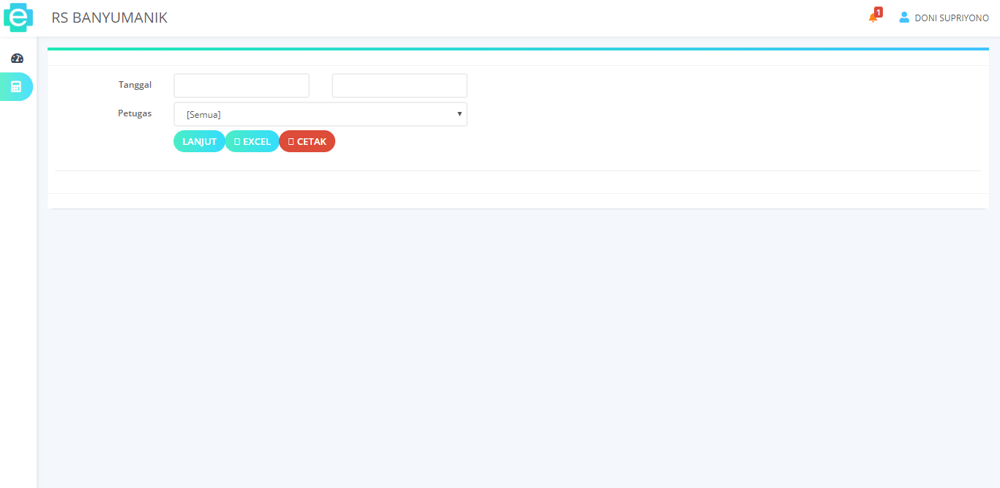 e
RS BANYUMANIK
1
DONI SUPRIYONO
Tanggal
Petugas
[Semua]
LANJUT
EXCEL
CETAK